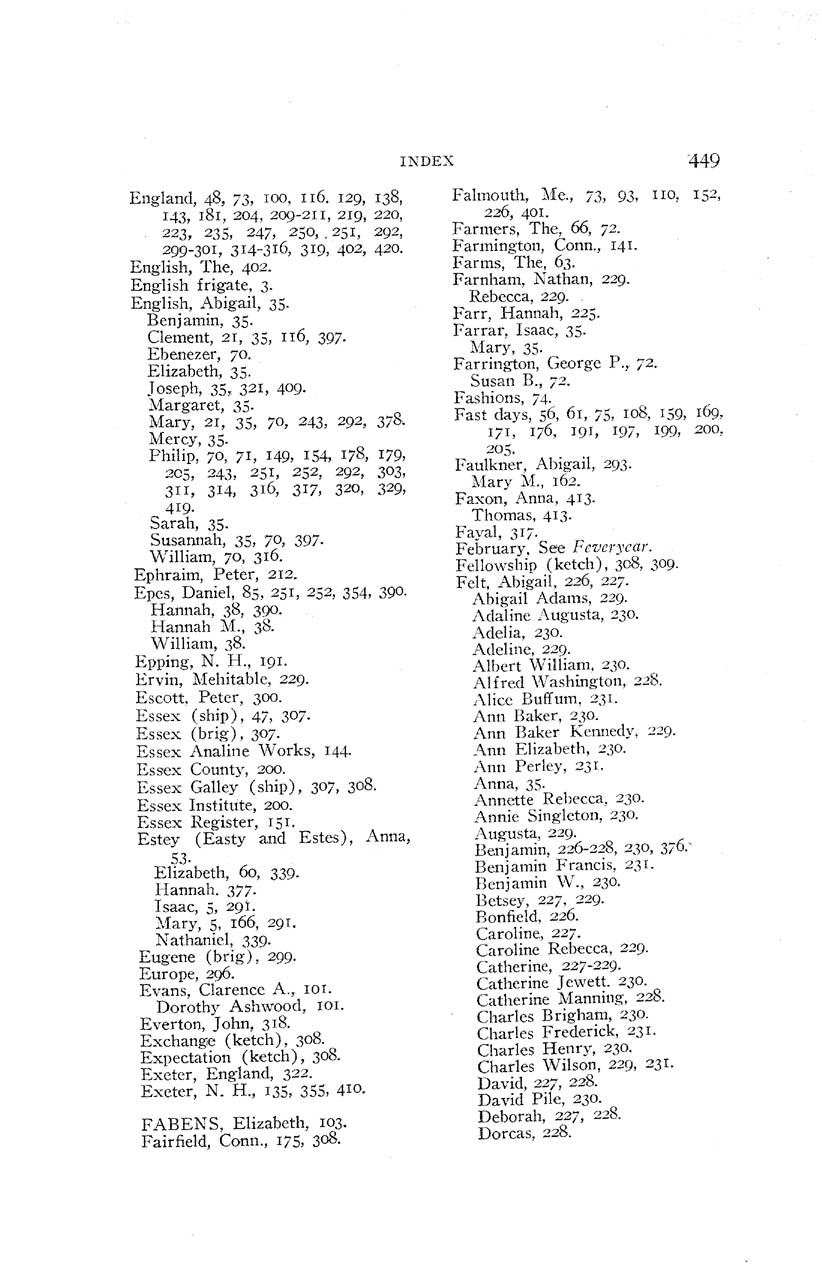 INDEX 449
England, 48, 73, 100, 116. 129, 138,
143, 181, 204, 209-211, 219, 220,
223, 235, 247, 250, 251, 292,
299-301, 314-316, 319, 402, 420.
English, The, 402.
English frigate, 3.
English, Abigail, 35.
Benjamin, 35.
Clement, 21, 35, 116, 397.
Ebenezer, 70.
Elizabeth, 35.
Joseph, 35, 321, 409.
Margaret, 35.
Mary, 21, 35, 70, 243, 292, 378.
Mercy, 35.
Philip, 70, 71, 149, 154, 178, 179,
205, 243, 251, 252, 292, 303,
311, 314, 316, 317, 320, 329,
419.
Sarah, 35.
Susannah, 35, 70, 397.
William, 70, 316.
Ephraim, Peter, 212.
Epes, Daniel, 85, 251, 252, 354, 390.
Hannah, 38, 390.
Hannah M., 38.
William, 38.
Epping, N. H., 191.
Ervin, Mehitable, 229.
Escott, Peter, 300.
Essex (ship), 47, 307.
Essex (brig), 307.
Essex Analine Works, 144.
Essex County, 200.
Essex Galley (ship), 307, 308.
Essex Institute, 200.
Essex Register, 151.
Estey (Easty and Estes), Anna,
53.
Elizabeth, 60, 339.
Hannah. 377.
Isaac, 5, 291.
Mary, 5, 166, 291.
Nathaniel, 339.
Eugene (brig), 299.
Europe, 296.
Evans, Clarence A., 101.
Dorothy Ashwood, 101.
Everton, John, 318.
Exchange (ketch), 308.
Expectation (ketch), 308.
Exeter, England, 322.
Exeter, N. H., 135, 355, 410.
FABENS, Elizabeth, 103.
Fairfield, Conn., 175, 308.
Falmouth, Me., 73, 93, 110, 152,
226, 401.
Farmers, The, 66, 72.
Farmington, Conn., 141.
Farms, The, 63.
Farnham, Nathan, 229.
Rebecca, 229.
Farr, Hannah, 225.
Farrar, Isaac, 35.
Mary, 35.
Farrington, George P., 72.
Susan B., 72.
Fashions, 74.
Fast days, 56, 61, 75, 108, 159, 169,
171, 176, 191, 197, 199, 200,
205.
Faulkner, Abigail, 293.
Mary M., 162.
Faxon, Anna, 413.
Thomas, 413.
Fayal, 317.
February, See Feveryear.
Fellowship (ketch), 308, 309.
Felt, Abigail, 226, 227.
Abigail Adams, 229.
Adaline Augusta, 230.
Adelia, 230.
Adeline, 229.
Albert William, 230.
Alfred Washington, 228.
Alice Buffum, 231.
Ann Baker, 230.
Ann Baker Kennedy, 229.
Ann Elizabeth, 230.
Ann Perley, 231.
Anna, 35.
Annette Rebecca, 230.
Annie Singleton, 230.
Augusta, 229.
Benjamin, 226-228, 230, 376.
Benjamin Francis, 231.
Benjamin W., 230.
Betsey, 227, 229.
Bonfield, 226.
Caroline, 227.
Caroline Rebecca, 229.
Catherine, 227-229.
Catherine Jewett. 230.
Catherine Manning, 228.
Charles Brigham, 230.
Charles Frederick, 231.
Charles Henry, 230.
Charles Wilson, 229, 231.
David, 227, 228.
David Pile, 230.
Deborah, 227, 228.
Dorcas, 228.